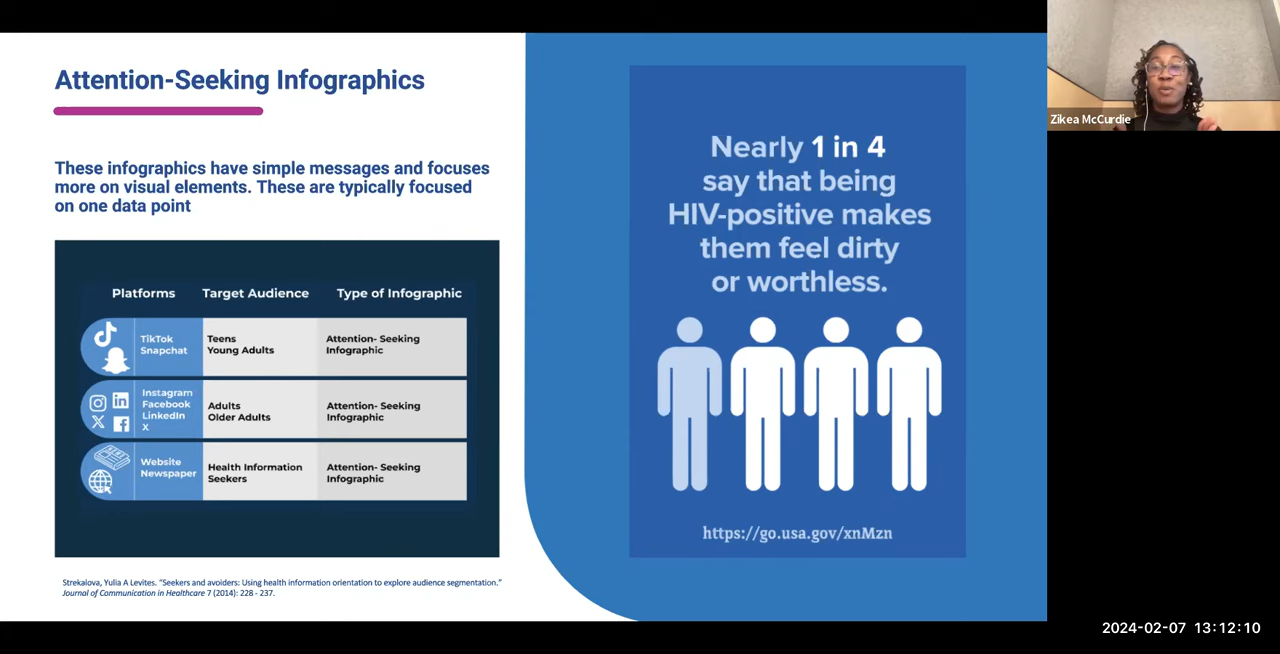 Attention-Seeking Infographics
These infographics have simple messages and focuses
more on visual elements. These are typically focused
on one data point
Platforms Target Audience Type of Infographic
TikTok
Snapchat
Teens
Young Adults
Attention- Seeking
Infographic
Instagram
Facebook
LinkedIn
X
Adults
Older Adults
Attention- Seeking
Infographic
Website
Newspaper
Health Information
Seekers
Attention- Seeking
Infographic
Strekalova, Yulia A Levites. “Seekers and avoiders: Using health information orientation to explore audience segmentation.”
Journal of Communication in Healthcare 7 (2014): 228 - 237.
Nearly 1 in 4
say that being
HIV-positive makes
them feel dirty
or worthless.
https://go.usa.gov/xnMzn
Zikea McCurdie
2024-02-07 13:12:10